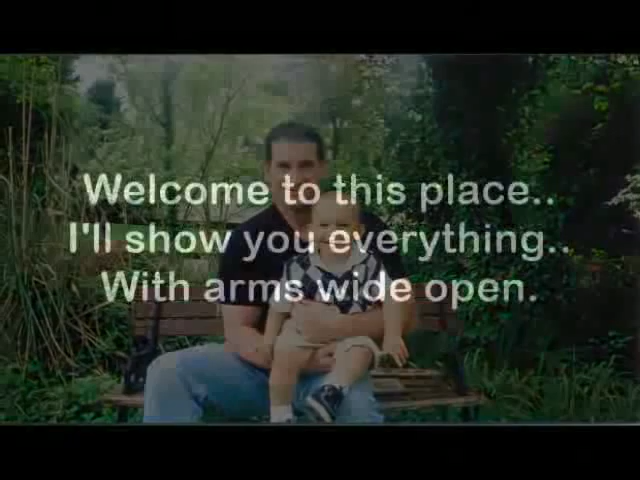 Welcome to this place..
I'll show you everything..
With arms wide open.